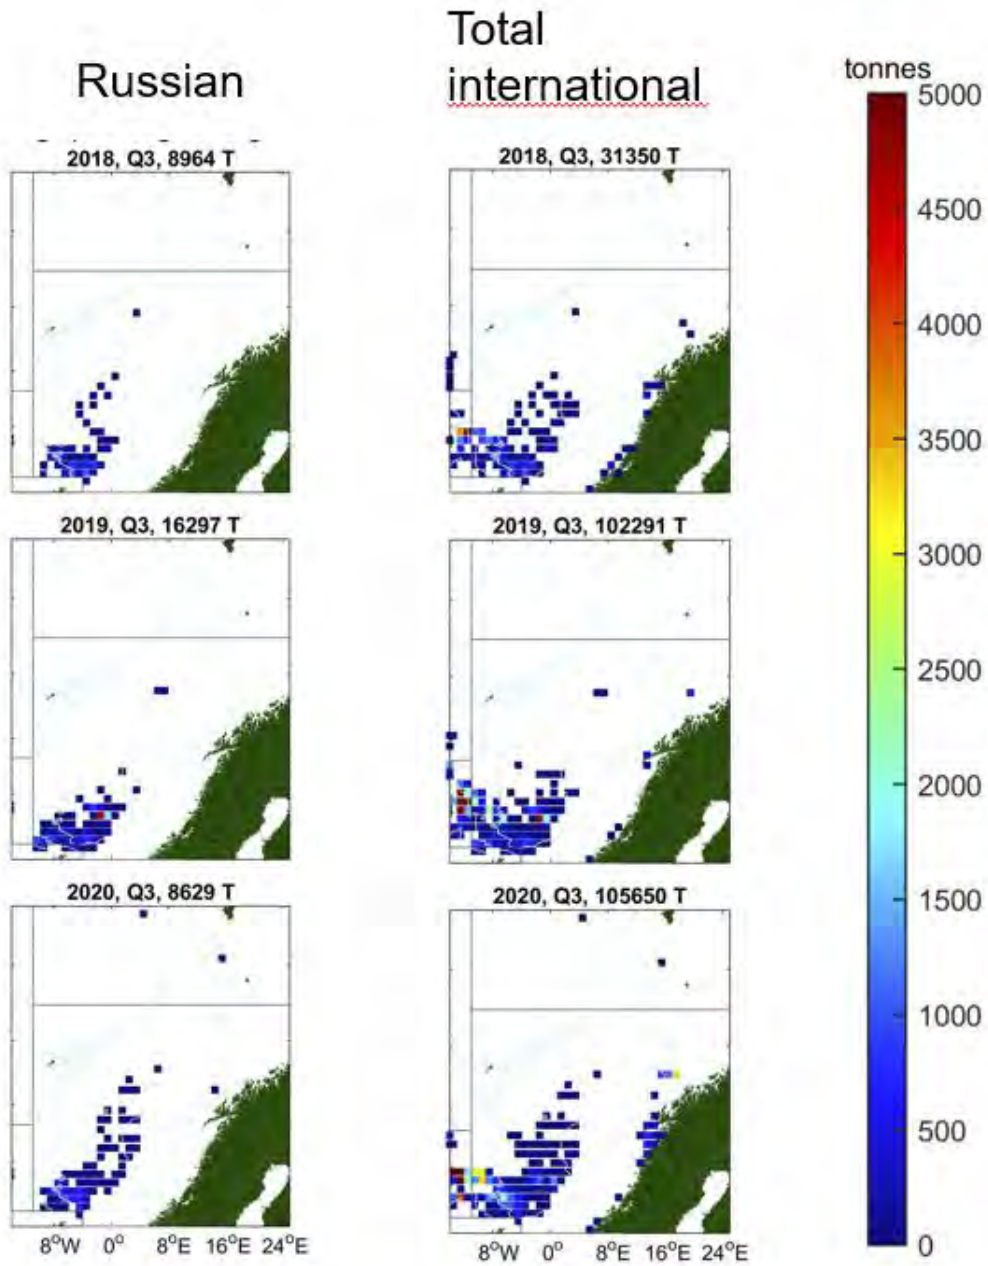 Russian
Total
international
tonnes
2018, Q3, 8964 T
2018, Q3, 31350 T
2019, Q3, 16297 T
2019, Q3, 102291 T
2020, Q3, 8629 T
2020, Q3, 105650 T
8°W 0° 8°E 16°E 24°E
8°W 0° 8°E 16°E 24°E
5000
4500
4000
3500
3000
2500
2000
1500
1000
500
0